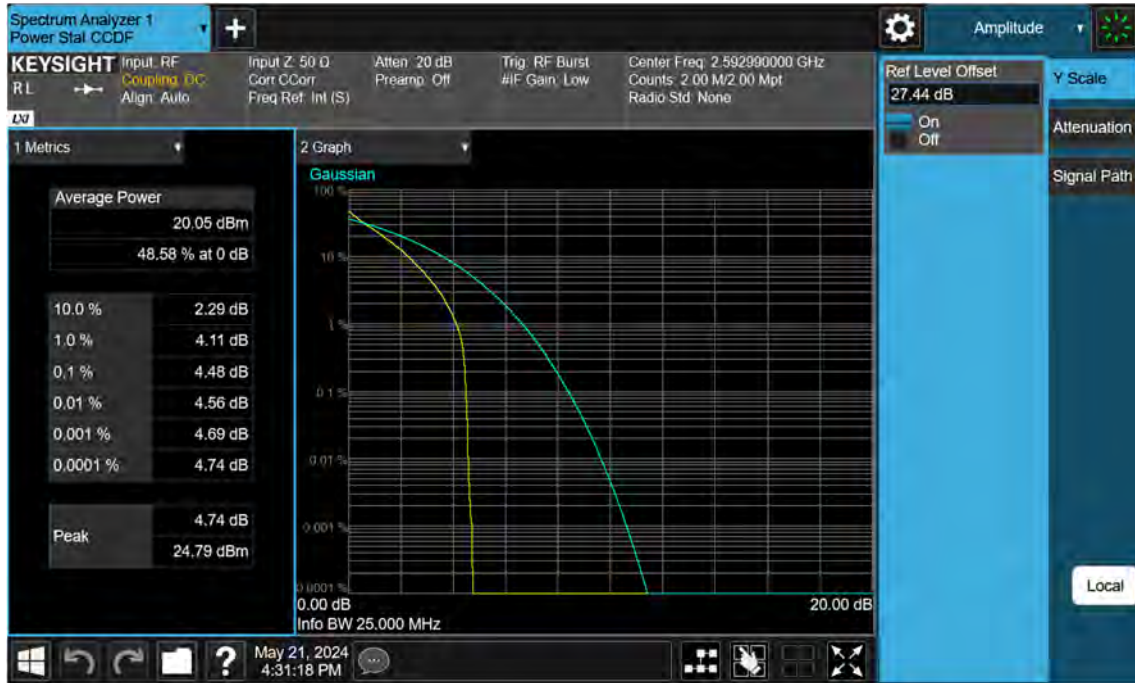 Spectrum Analyzer 1
Power Stat CCDF
+
Amplitude
KEYSIGHT
RL
LXI
Input: RF
Coupling: DC
Align: Auto
Input Z: 50 Ω
Corr CCorr
Freq Ref: Int (S)
Atten: 20 dB
Preamp: Off
Trig: RF Burst
#IF Gain: Low
Center Freq: 2.592990000 GHz
Counts: 2.00 M/2.00 Mpt
Radio Std: None
Ref Level Offset
27.44 dB
On
Off
Y Scale
Attenuation
Signal Path
Local
1 Metrics
Average Power
20.05 dBm
48.58 % at 0 dB
10.0 % 2.29 dB
1.0 % 4.11 dB
0.1 % 4.48 dB
0.01 % 4.56 dB
0.001 % 4.69 dB
0.0001 % 4.74 dB
Peak
4.74 dB
24.79 dBm
2 Graph
Gaussian
100 %
10 %
1 %
0.1 %
0.01 %
0.001 %
0.0001 %
0.00 dB
20.00 dB
Info BW 25.000 MHz
?
May 21, 2024
4:31:18 PM